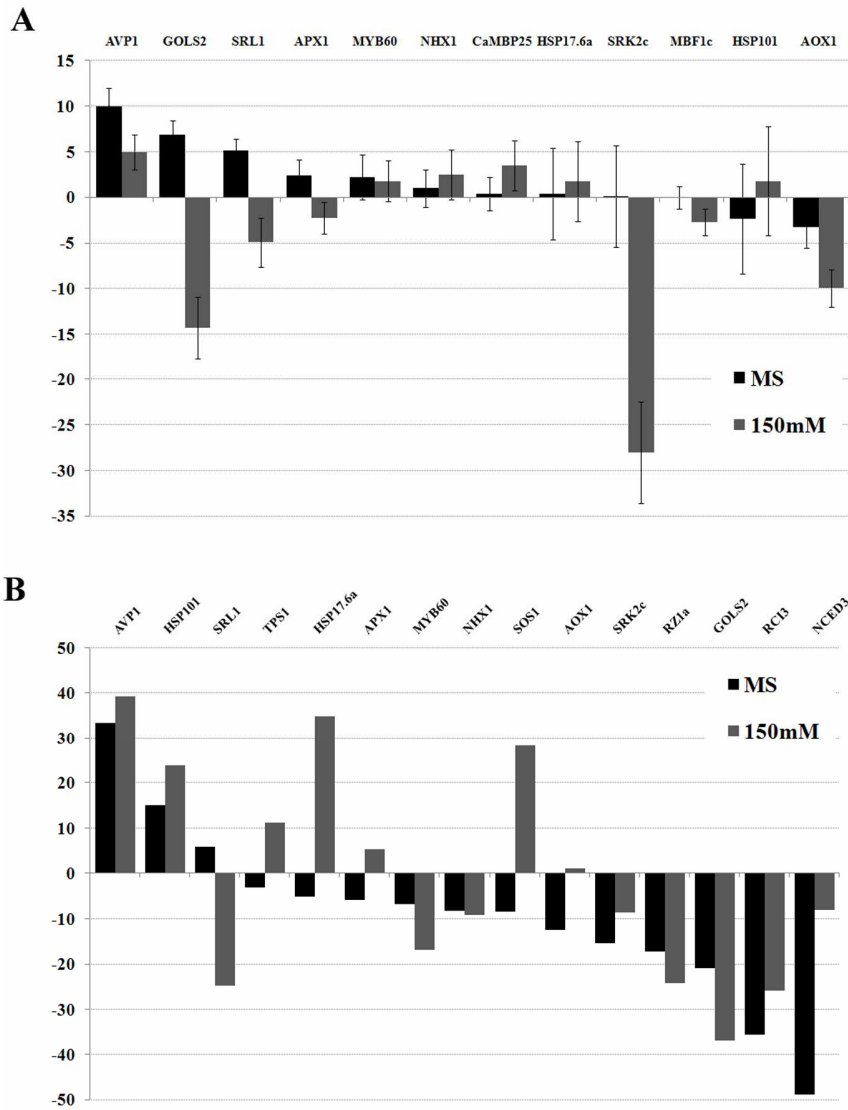 A
AVP1 GOLS2 SRL1 APX1 MYB60 NHX1 CaMBP25 HSP17.6a SRK2c MBF1c HSP101 AOX1
15
10
5
0
-5
-10
-15
-20
-25
-30
-35
MS
150mM
B
AVP1 HSP101 SRL1 TPS1 HSP17.6a APX1 MYB60 NHX1 SOS1 AOX1 SRK2c RZ1a GOLS2 RCI3 NCED3
50
40
30
20
10
0
-10
-20
-30
-40
-50
MS
150mM